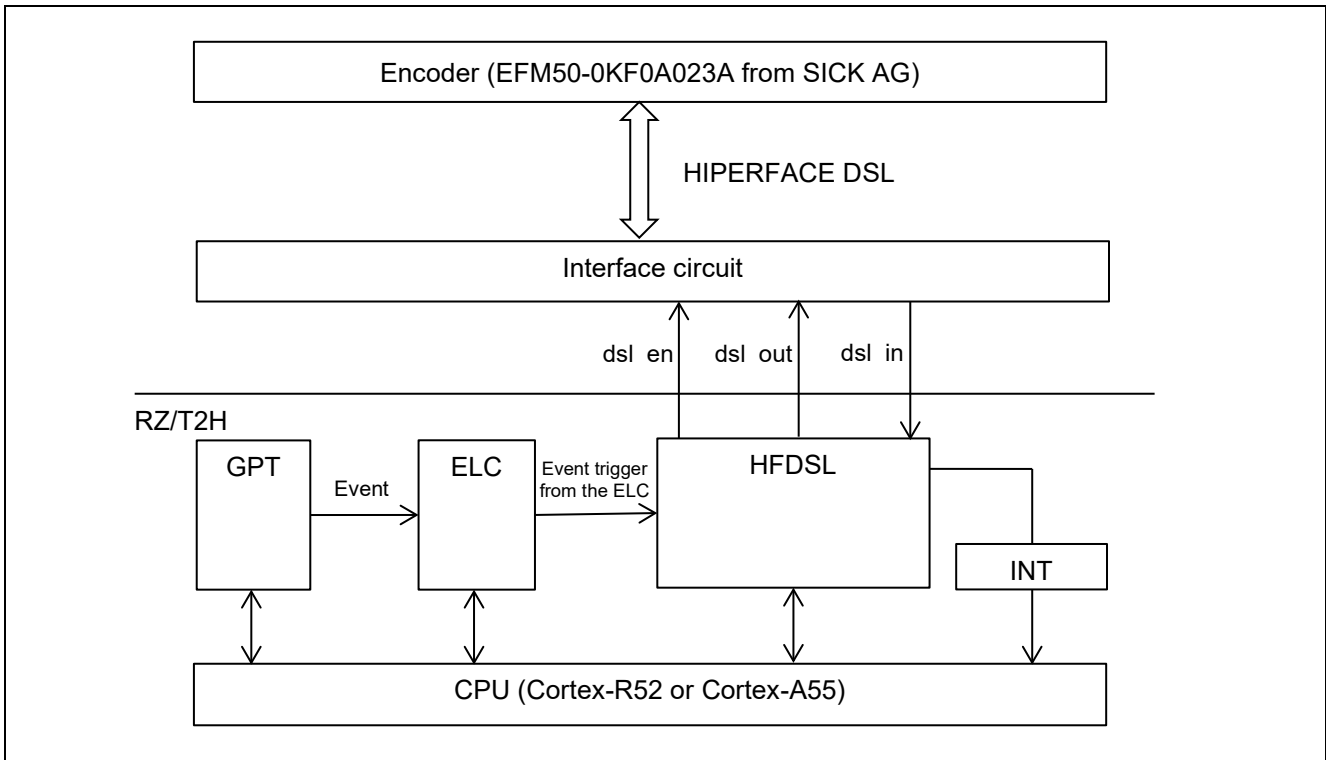 Encoder (EFM50-0KF0A023A from SICK AG)
HIPERFACE DSL
Interface circuit
dsl en
dsl out
dsl in
RZ/T2H
GPT
Event
ELC
Event trigger
from the ELC
HFDSL
INT
CPU (Cortex-R52 or Cortex-A55)